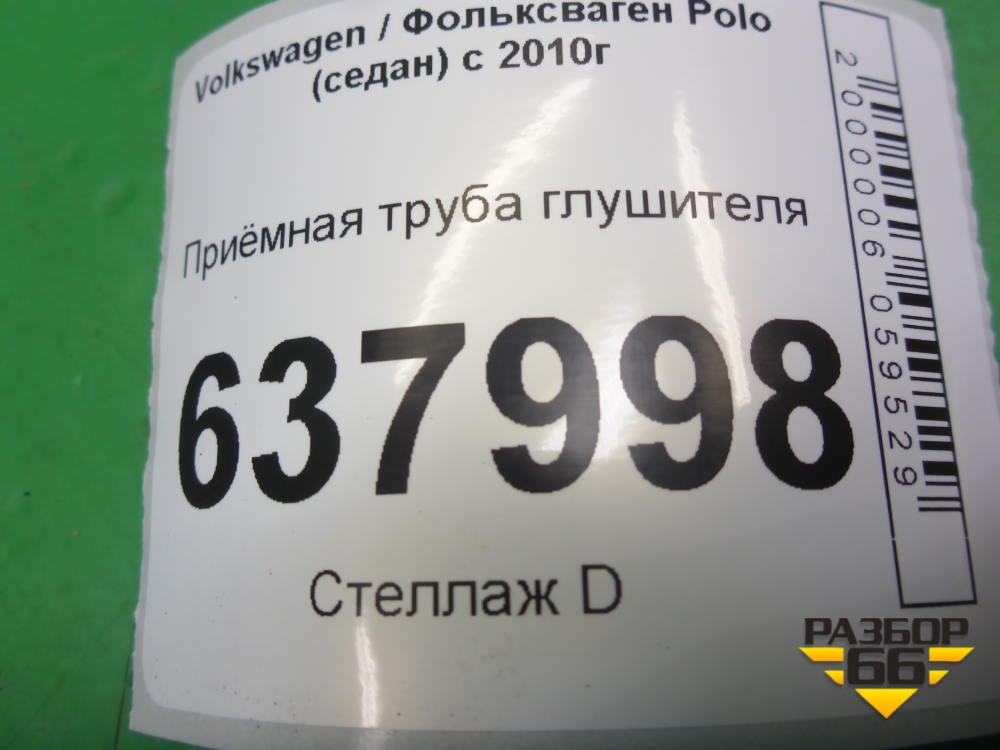 Volkswagen / Фольксваген Polo
(седан) с 2010г
Приёмная труба глушителя
637998
Стеллаж D
2000006059529
РАЗБОР
66